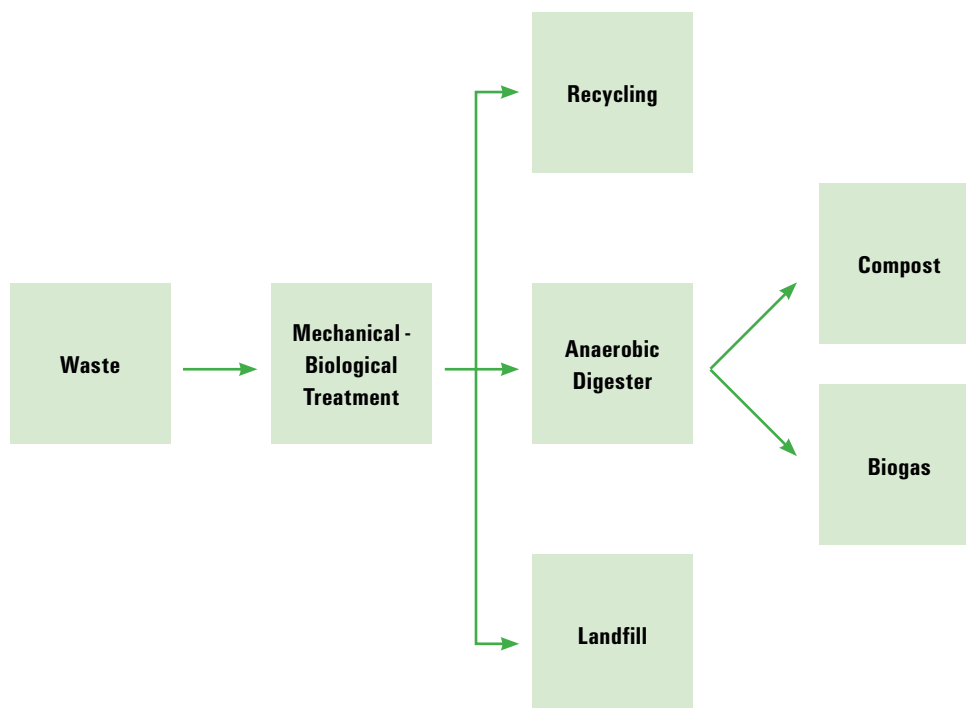 Waste
Mechanical -
Biological
Treatment
Recycling
Anaerobic
Digester
Landfill
Compost
Biogas